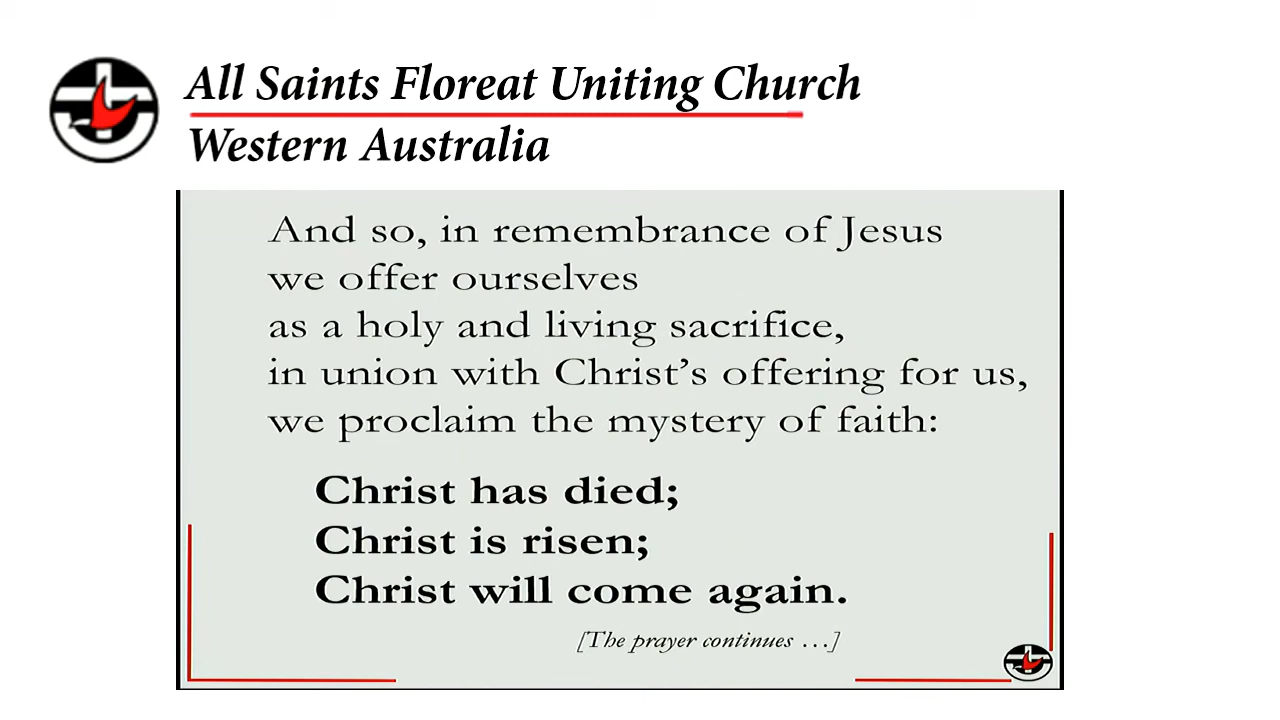 All Saints Floreat Uniting Church
Western Australia
And so, in remembrance of Jesus
we offer ourselves
as a holy and living sacrifice,
in union with Christ’s offering for us,
we proclaim the mystery of faith:
Christ has died;
Christ is risen;
Christ will come again.
[The prayer continues …]